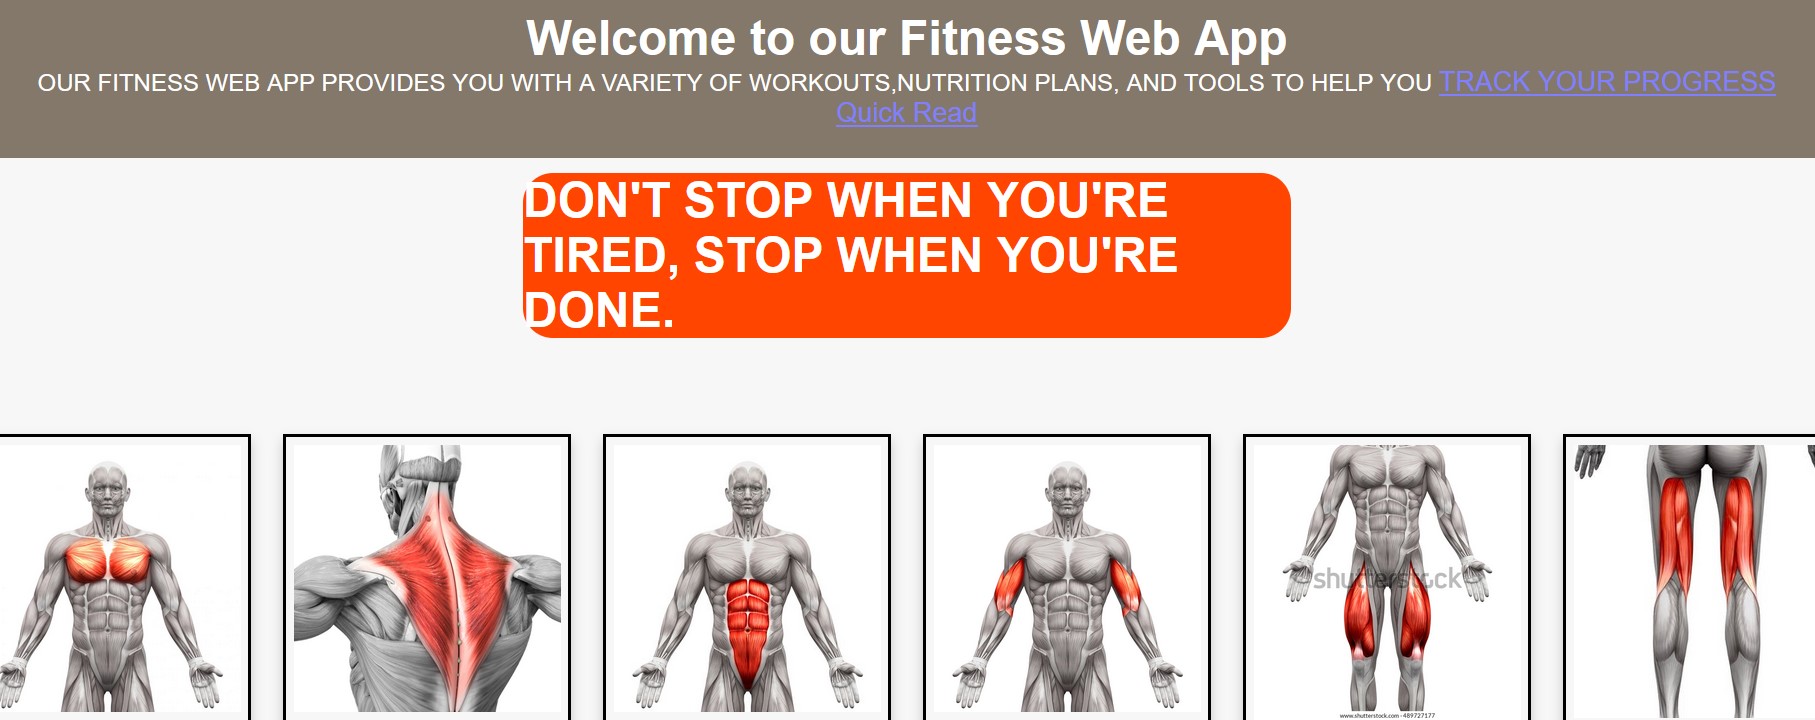 Welcome to our Fitness Web App
OUR FITNESS WEB APP PROVIDES YOU WITH A VARIETY OF WORKOUTS,NUTRITION PLANS, AND TOOLS TO HELP YOU TRACK YOUR PROGRESS
Quick Read
DON'T STOP WHEN YOU'RE
TIRED, STOP WHEN YOU'RE
DONE.
shutterstock
www.shutterstock.com · 489727177